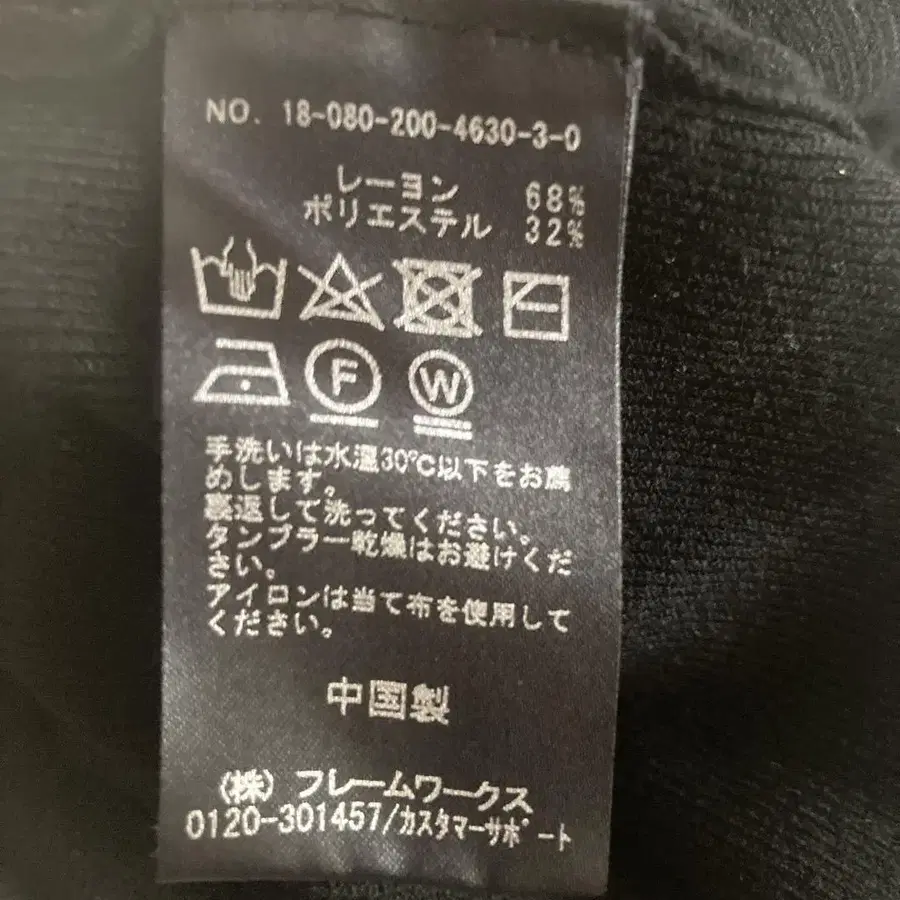 NO. 18-080-200-4630-3-0
レーヨン 68%
ポリエステル 32%
F W
手洗いは水温30℃以下をお薦
めします。
裏返して洗ってください。
タンブラー乾燥はお避けくだ
さい。
アイロンは当て布を使用して
ください。
中国製
(株) フレームワークス
0120-301457/カスタマーサポート